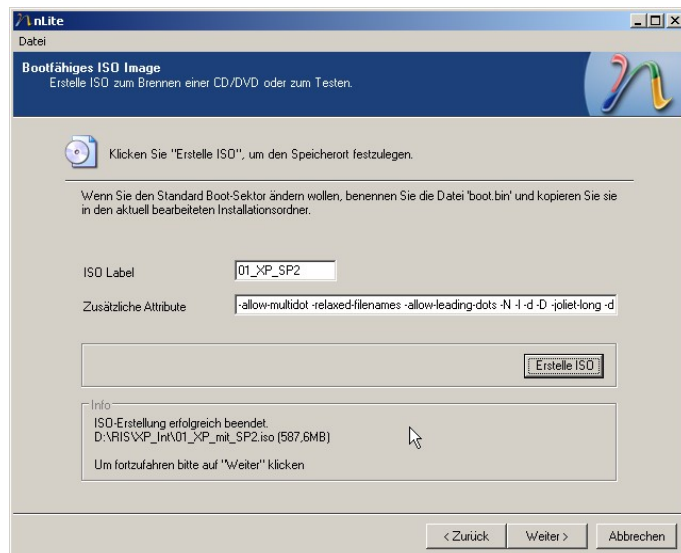 nLite
Datei
Bootfähiges ISO Image
Erstelle ISO zum Brennen einer CD/DVD oder zum Testen.
Klicken Sie "Erstelle ISO", um den Speicherort festzulegen.
Wenn Sie den Standard Boot-Sektor ändern wollen, benennen Sie die Datei 'boot.bin' und kopieren Sie sie
in den aktuell bearbeiteten Installationsordner.
ISO Label
01_XP_SP2
Zusätzliche Attribute
-allow-multidot -relaxed-filenames -allow-leading-dots -N -l -d -D -joliet-long -d
Erstelle ISO
Info
ISO-Erstellung erfolgreich beendet.
D:\RIS\XP_Int\01_XP_mit_SP2.iso (587,6MB)
Um fortzufahren bitte auf "Weiter" klicken
< Zurück
Weiter >
Abbrechen